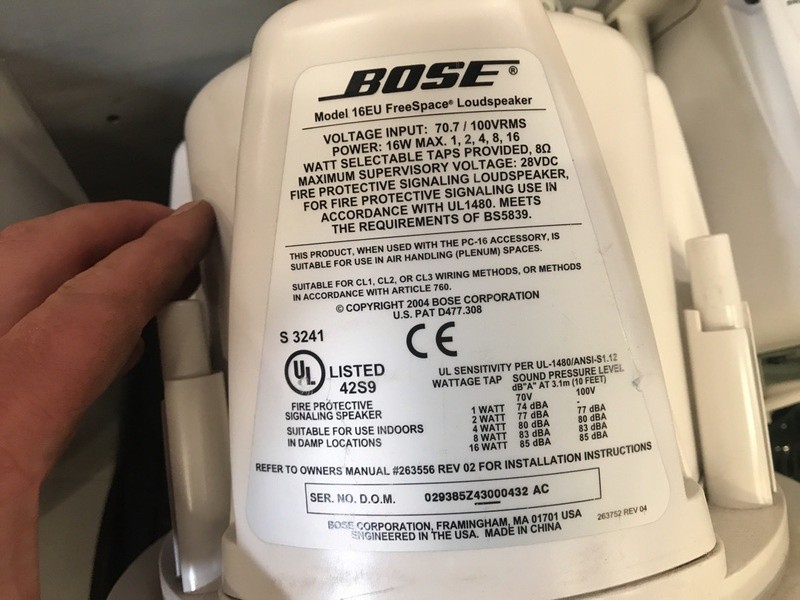 BOSE®
Model 16EU FreeSpace® Loudspeaker
VOLTAGE INPUT: 70.7 / 100VRMS
POWER: 16W MAX. 1, 2, 4, 8, 16
WATT SELECTABLE TAPS PROVIDED, 8Ω
MAXIMUM SUPERVISORY VOLTAGE: 28VDC
FIRE PROTECTIVE SIGNALING LOUDSPEAKER,
FOR FIRE PROTECTIVE SIGNALING USE IN
ACCORDANCE WITH UL1480. MEETS
THE REQUIREMENTS OF BS5839.
THIS PRODUCT, WHEN USED WITH THE PC-16 ACCESSORY, IS
SUITABLE FOR USE IN AIR HANDLING (PLENUM) SPACES.
SUITABLE FOR CL1, CL2, OR CL3 WIRING METHODS, OR METHODS
IN ACCORDANCE WITH ARTICLE 760.
© COPYRIGHT 2004 BOSE CORPORATION
U.S. PAT D477.308
S 3241
CE
UL LISTED
42S9
FIRE PROTECTIVE
SIGNALING SPEAKER
SUITABLE FOR USE INDOORS
IN DAMP LOCATIONS
UL SENSITIVITY PER UL-1480/ANSI-S1.12
WATTAGE TAP SOUND PRESSURE LEVEL
dB"A" AT 3.1m (10 FEET)
70V 100V
1 WATT 74 dBA -
2 WATT 77 dBA 77 dBA
4 WATT 80 dBA 80 dBA
8 WATT 83 dBA 83 dBA
16 WATT 85 dBA 85 dBA
REFER TO OWNERS MANUAL #263556 REV 02 FOR INSTALLATION INSTRUCTIONS
SER. NO. D.O.M. 029385Z43000432 AC
BOSE CORPORATION, FRAMINGHAM, MA 01701 USA
ENGINEERED IN THE USA. MADE IN CHINA
263752 REV 04